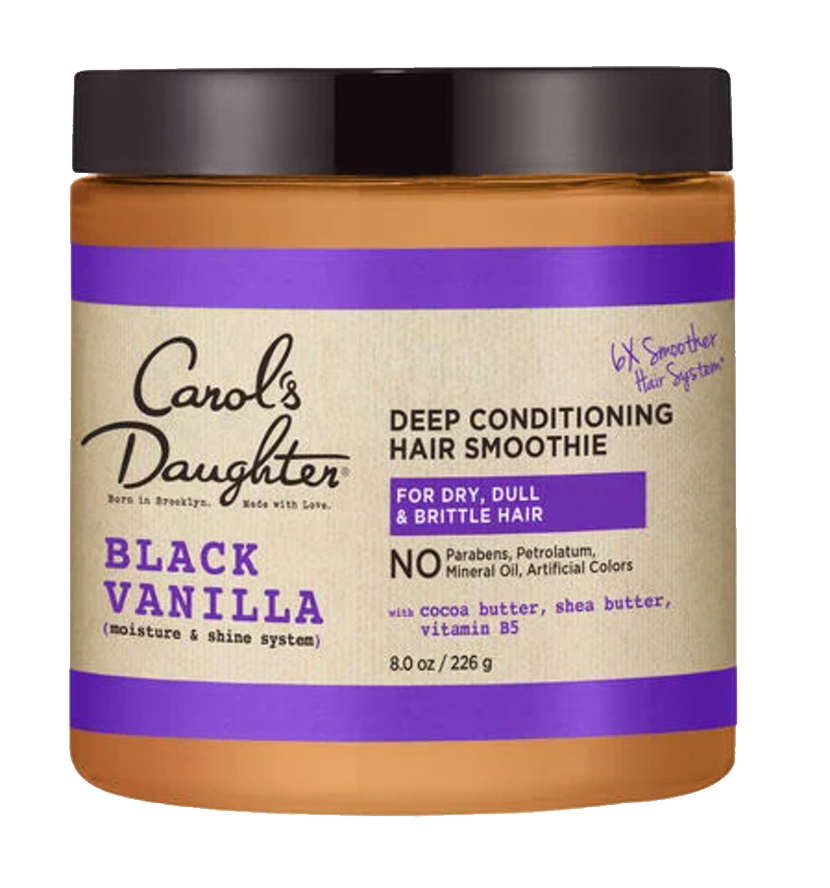 Carol's
Daughter®
Born in Brooklyn. Made with Love.
BLACK
VANILLA
(moisture & shine system)
6X Smoother
Hair System*
DEEP CONDITIONING
HAIR SMOOTHIE
FOR DRY, DULL
& BRITTLE HAIR
NO Parabens, Petrolatum,
Mineral Oil, Artificial Colors
with cocoa butter, shea butter,
vitamin B5
8.0 oz / 226 g